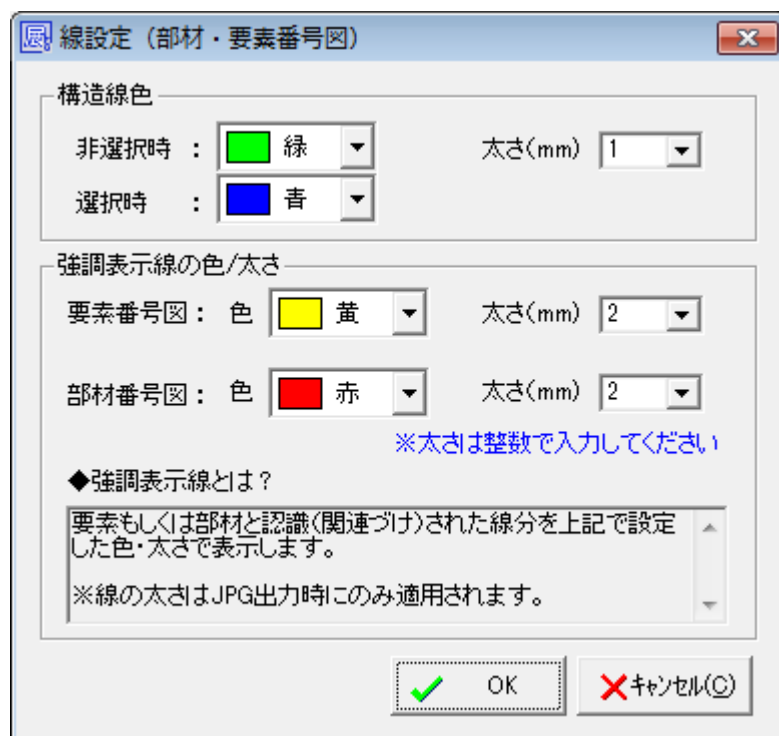 線設定（部材・要素番号図）
構造線色
非選択時 ： 緑 太さ(mm) 1
選択時 ： 青
強調表示線の色/太さ
要素番号図： 色 黄 太さ(mm) 2
部材番号図： 色 赤 太さ(mm) 2
※太さは整数で入力してください
◆強調表示線とは？
要素もしくは部材と認識(関連づけ)された線分を上記で設定
した色・太さで表示します。
※線の太さはJPG出力時にのみ適用されます。
OK ｷｬﾝｾﾙ(C)